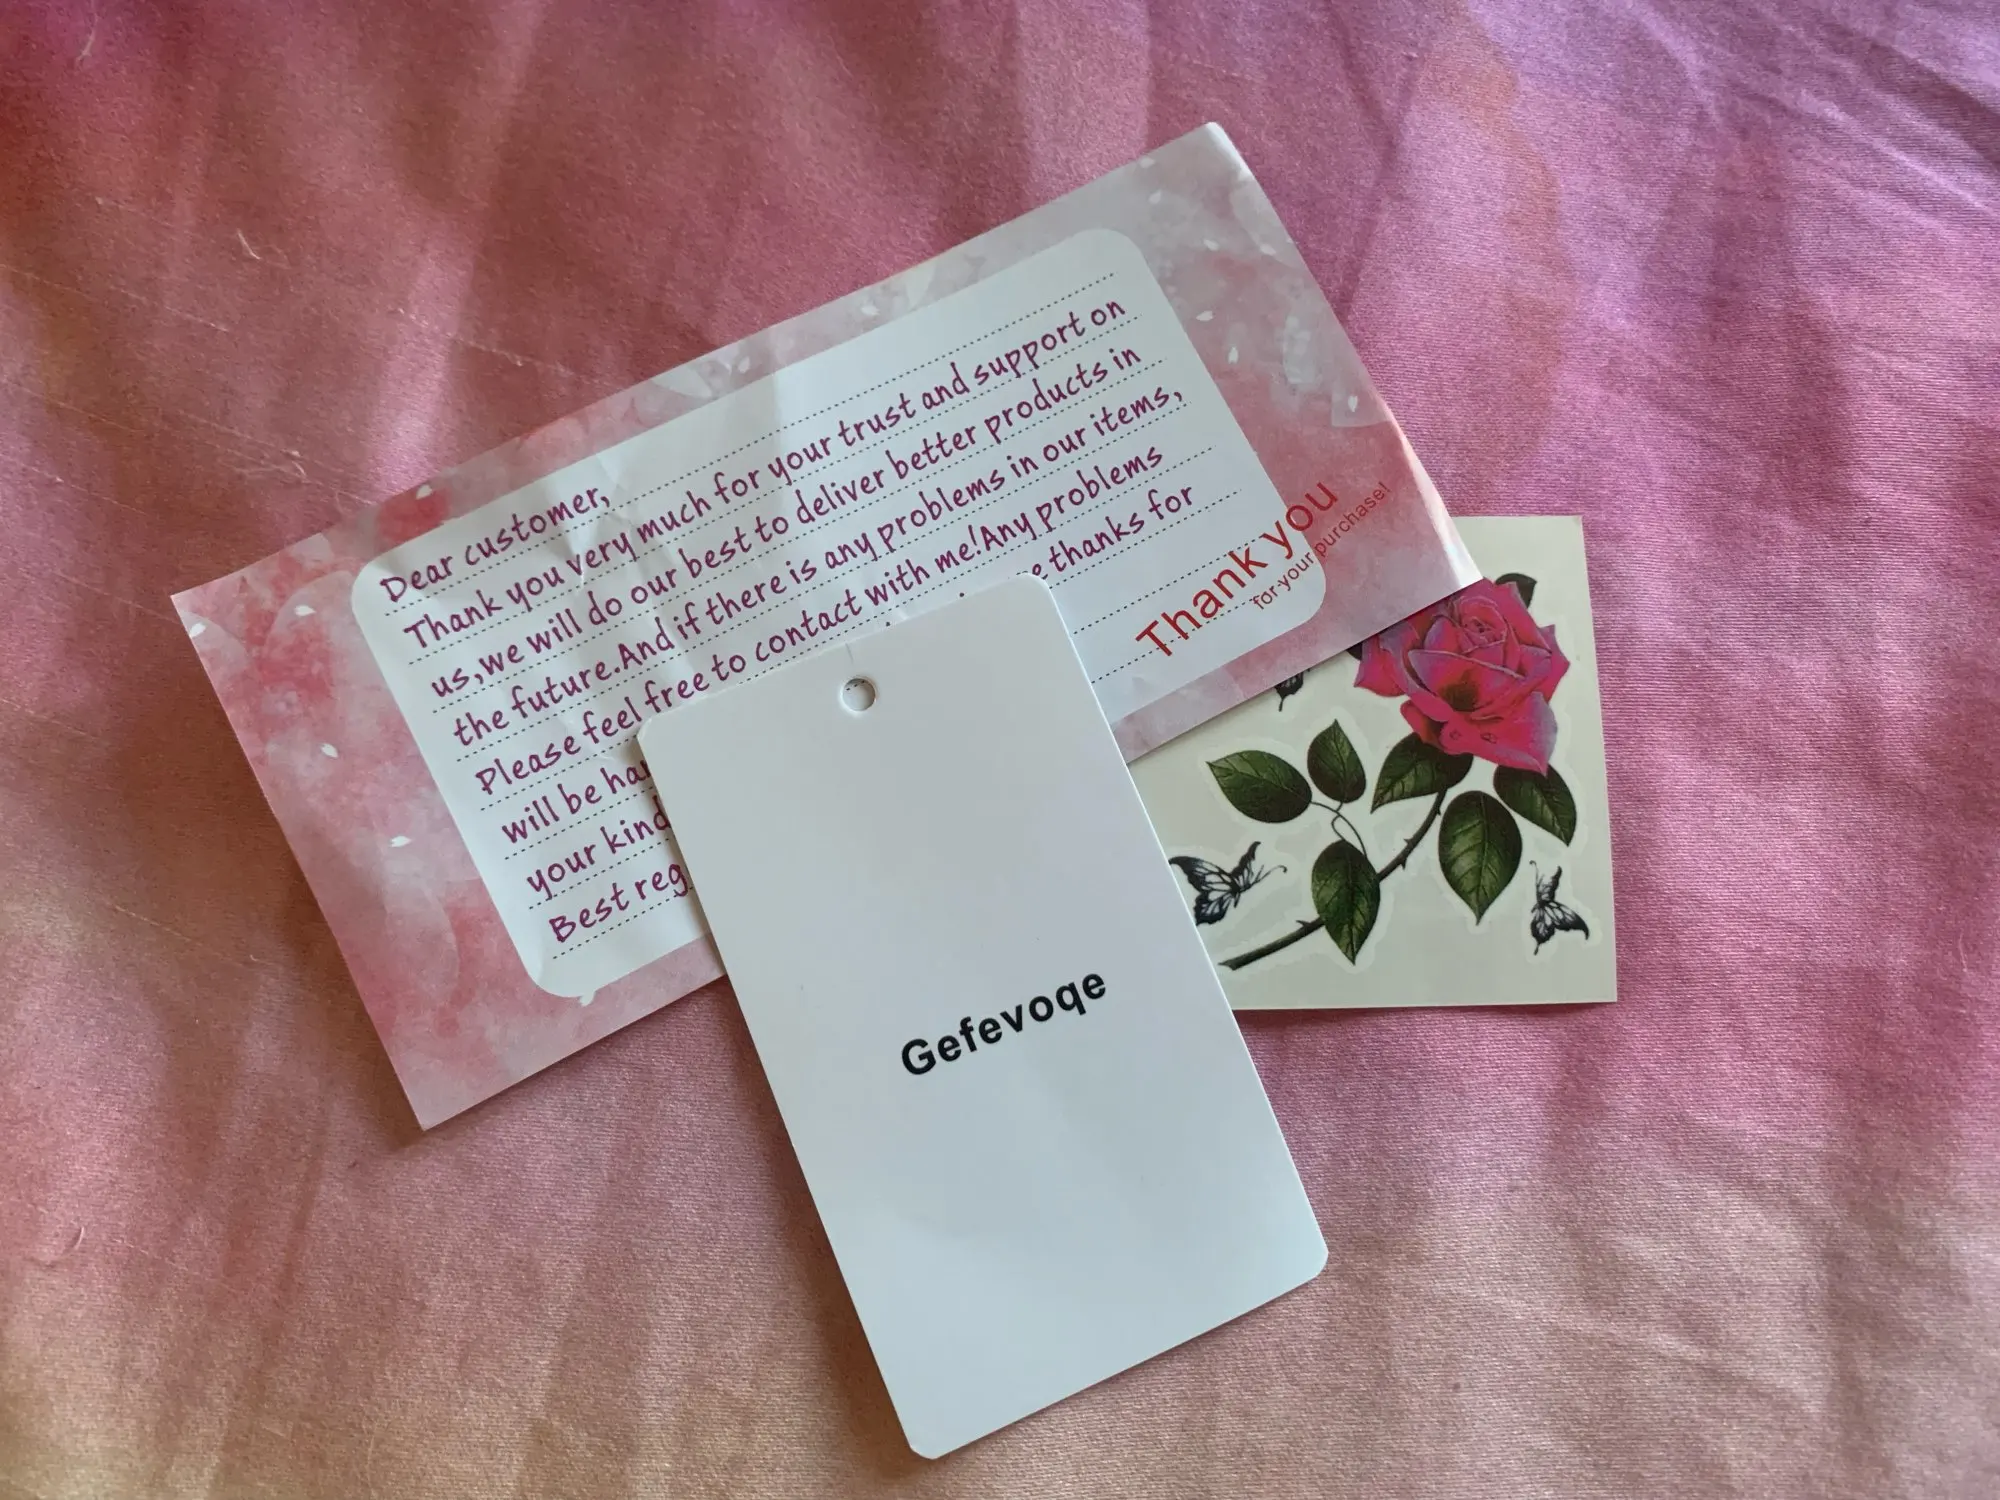 Dear customer,
Thank you very much for your trust and support on
us,we will do our best to deliver better products in
the future.And if there is any problems in our items,
Please feel free to contact with me!Any problems
will be thanks for
your kind
Best
Thank you
for your purchase!
Gefevoqe